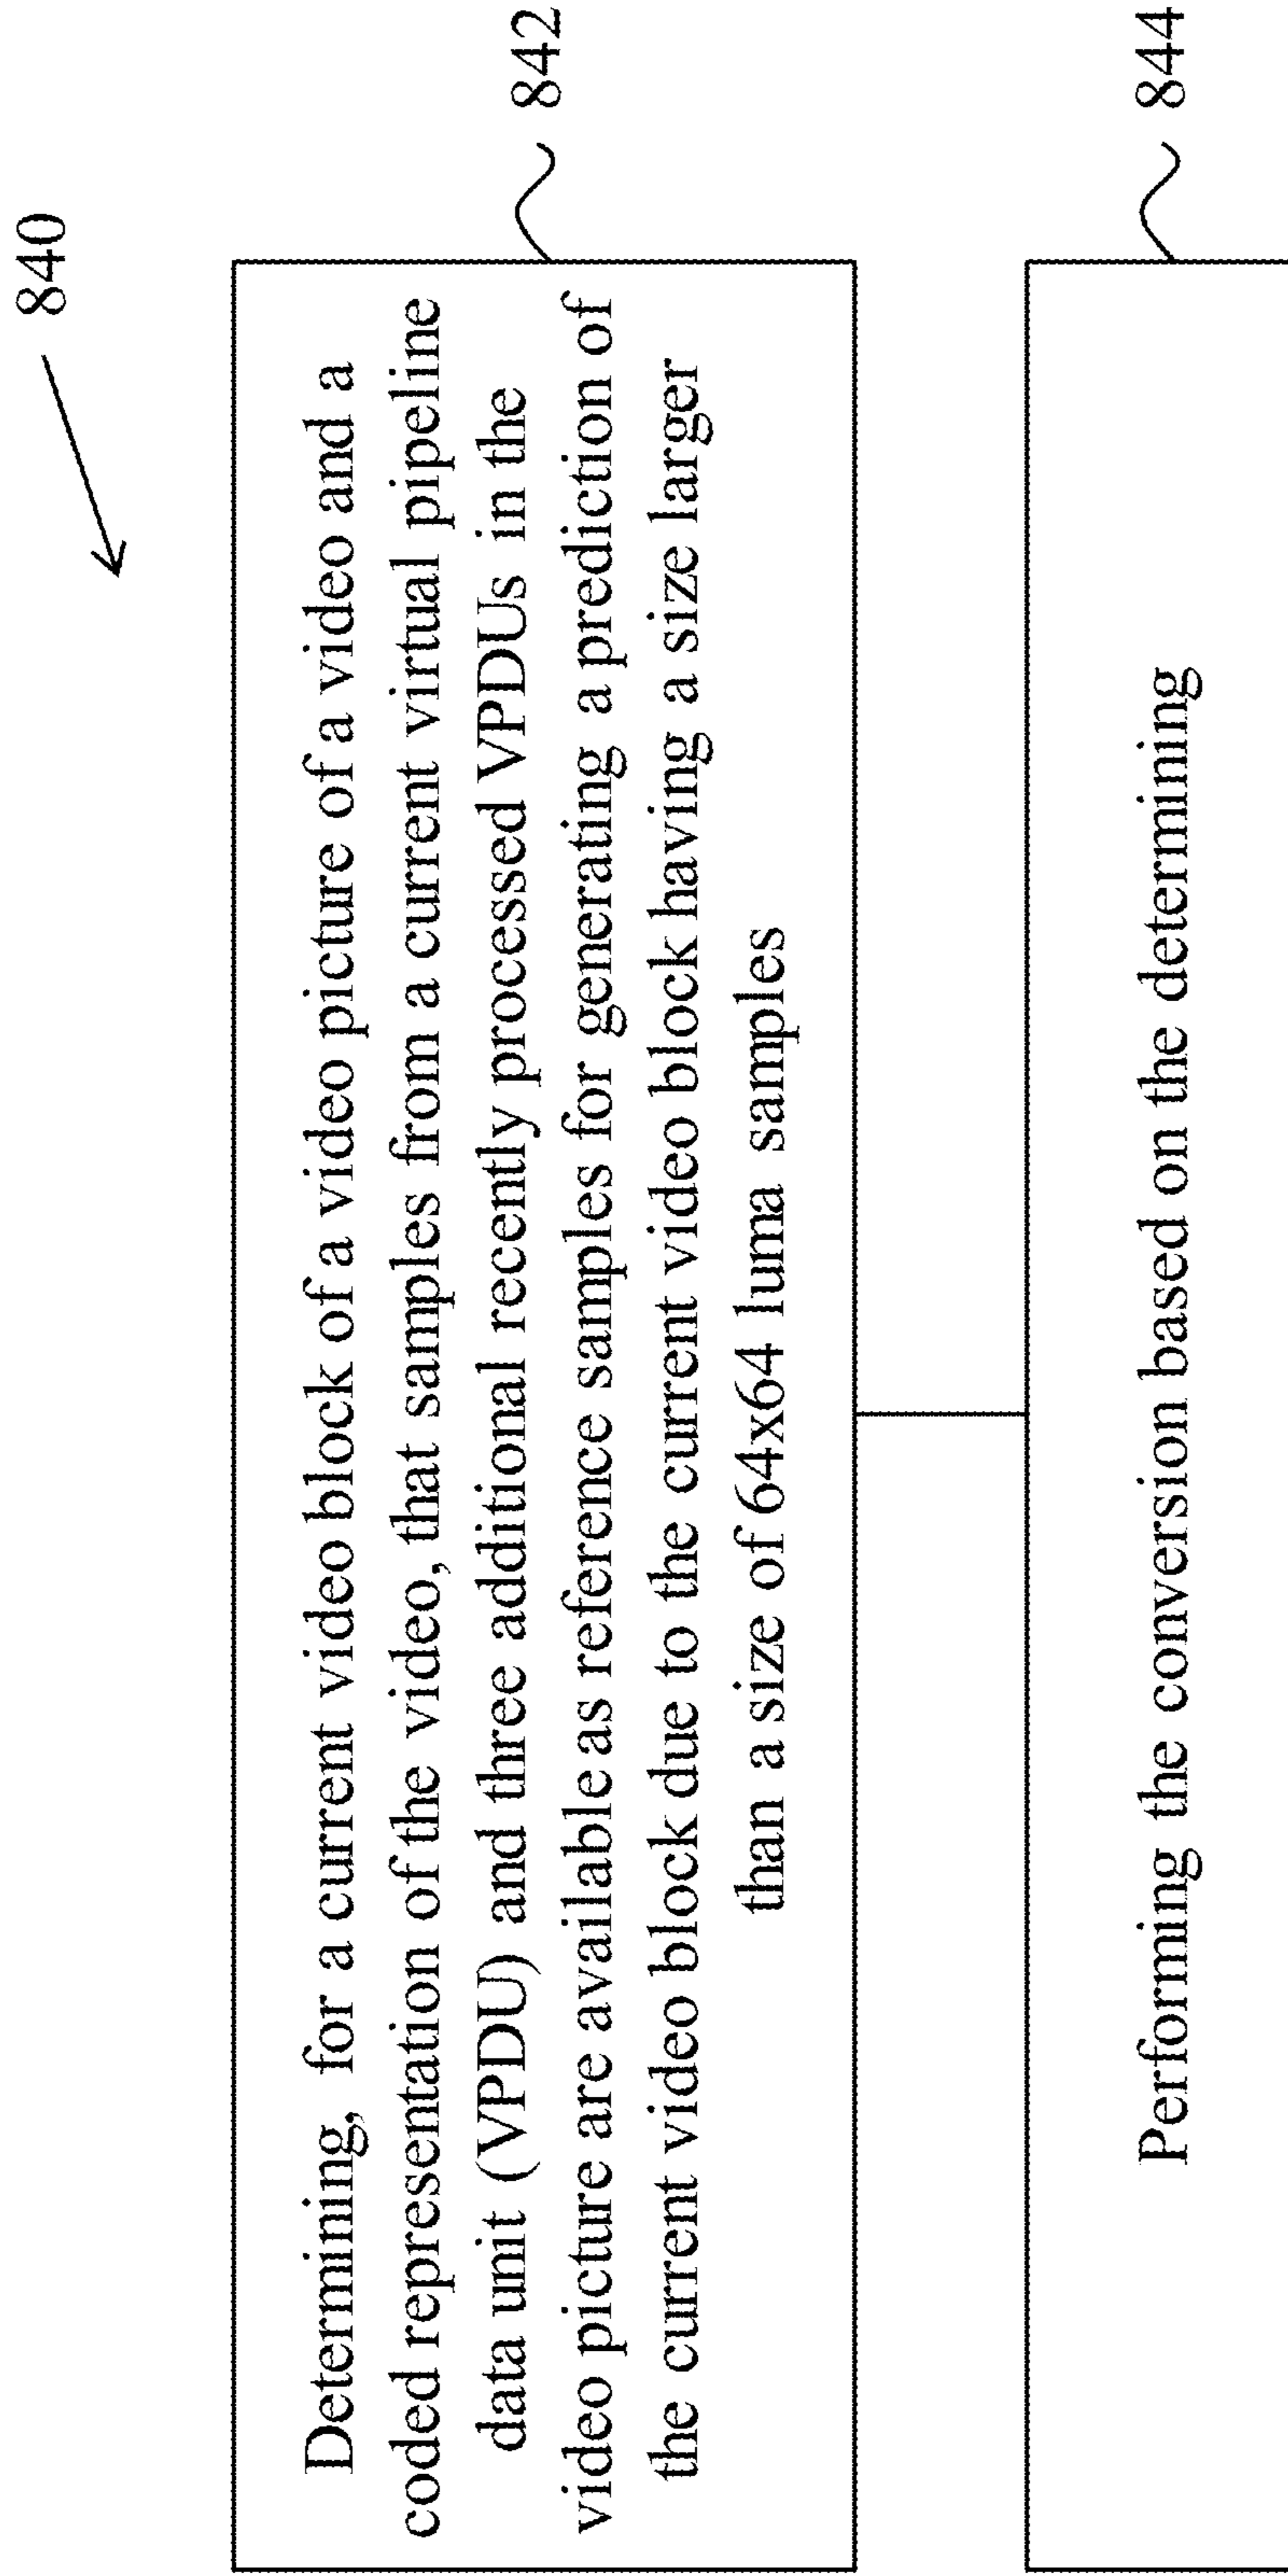 840
Determining, for a current video block of a video picture of a video and a
coded representation of the video, that samples from a current virtual pipeline
data unit (VPDU) and three additional recently processed VPDUs in the
video picture are available as reference samples for generating a prediction of
the current video block due to the current video block having a size larger
than a size of 64x64 luma samples
842
Performing the conversion based on the determining
844